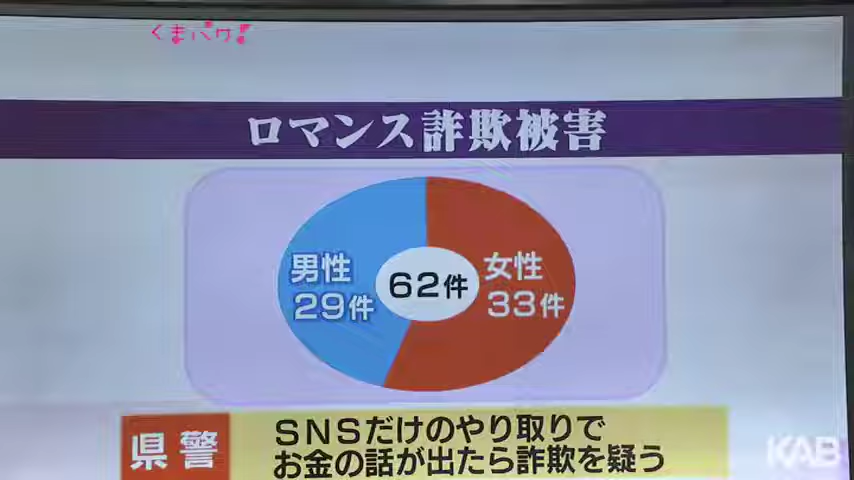 くまパワ!
ロマンス詐欺被害
男性
29件
62件
女性
33件
県警
SNSだけのやり取りで
お金の話が出たら詐欺を疑う
KAB